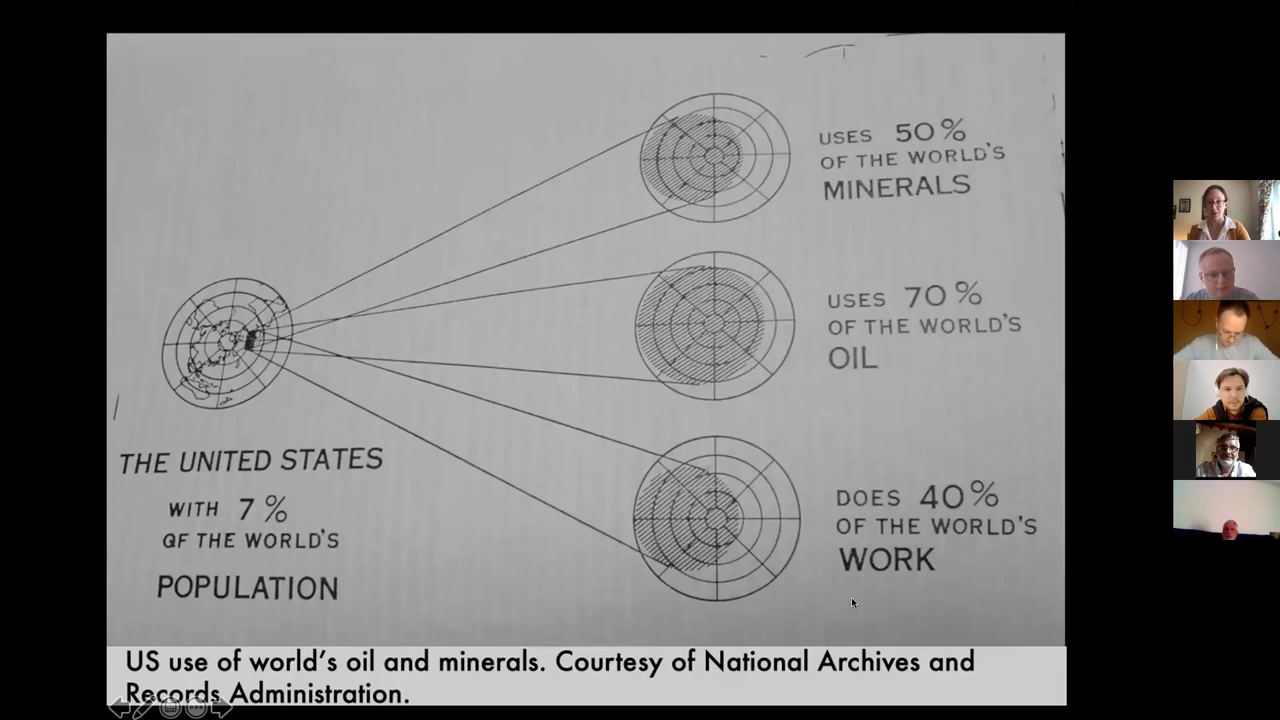 USES 50%
OF THE WORLD'S
MINERALS
USES 70%
OF THE WORLD'S
OIL
THE UNITED STATES
WITH 7%
OF THE WORLD'S
POPULATION
DOES 40%
OF THE WORLD'S
WORK
US use of world's oil and minerals. Courtesy of National Archives and
Records Administration.